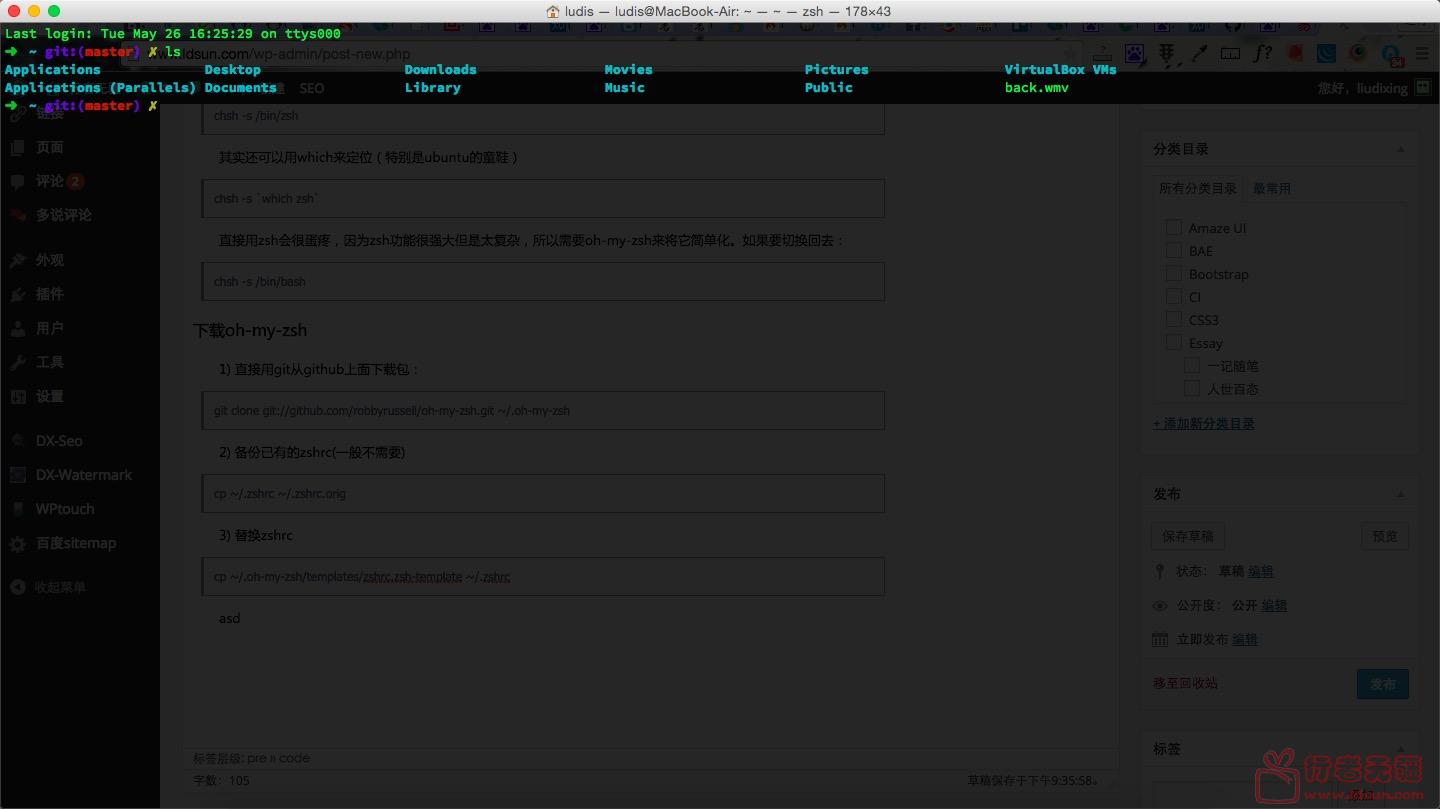 ludis — ludis@MacBook-Air: ~ — ~ — zsh — 178×43
Last login: Tue May 26 16:25:29 on ttys000
➜ ~ git:(master) ✗ ls
Applications Desktop Downloads Movies Pictures VirtualBox VMs
Applications (Parallels) Documents Library Music Public back.wmv
➜ ~ git:(master) ✗
ldsun.com/wp-admin/post-new.php
SEO
您好，liudixing
链接
页面
评论 2
多说评论
外观
插件
用户
工具
设置
DX-Seo
DX-Watermark
WPtouch
百度sitemap
收起菜单
chsh -s /bin/zsh
其实还可以用which来定位（特别是ubuntu的童鞋）
chsh -s `which zsh`
直接用zsh会很蛋疼，因为zsh功能很强大但是太复杂，所以需要oh-my-zsh来将它简单化。如果要切换回去：
chsh -s /bin/bash
下载oh-my-zsh
1) 直接用git从github上面下载包：
git clone git://github.com/robbyrussell/oh-my-zsh.git ~/.oh-my-zsh
2) 备份已有的zshrc(一般不需要)
cp ~/.zshrc ~/.zshrc.orig
3) 替换zshrc
cp ~/.oh-my-zsh/templates/zshrc.zsh-template ~/.zshrc
asd
标签层级: pre » code
字数：105
草稿保存于下午9:35:58。
分类目录
所有分类目录 最常用
Amaze UI
BAE
Bootstrap
CI
CSS3
Essay
一记随笔
人世百态
+ 添加新分类目录
发布
保存草稿 预览
状态： 草稿 编辑
公开度： 公开 编辑
立即发布 编辑
移至回收站 发布
标签
行者无疆
www.ldsun.com